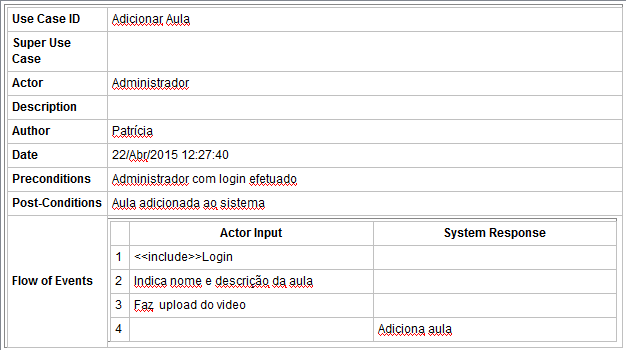 Use Case ID Adicionar Aula
Super Use
Case
Actor Administrador
Description
Author Patrícia
Date 22/Abr/2015 12:27:40
Preconditions Administrador com login efetuado
Post-Conditions Aula adicionada ao sistema
Flow of Events
Actor Input System Response
1 <<include>>Login
2 Indica nome e descrição da aula
3 Faz upload do video
4 Adiciona aula